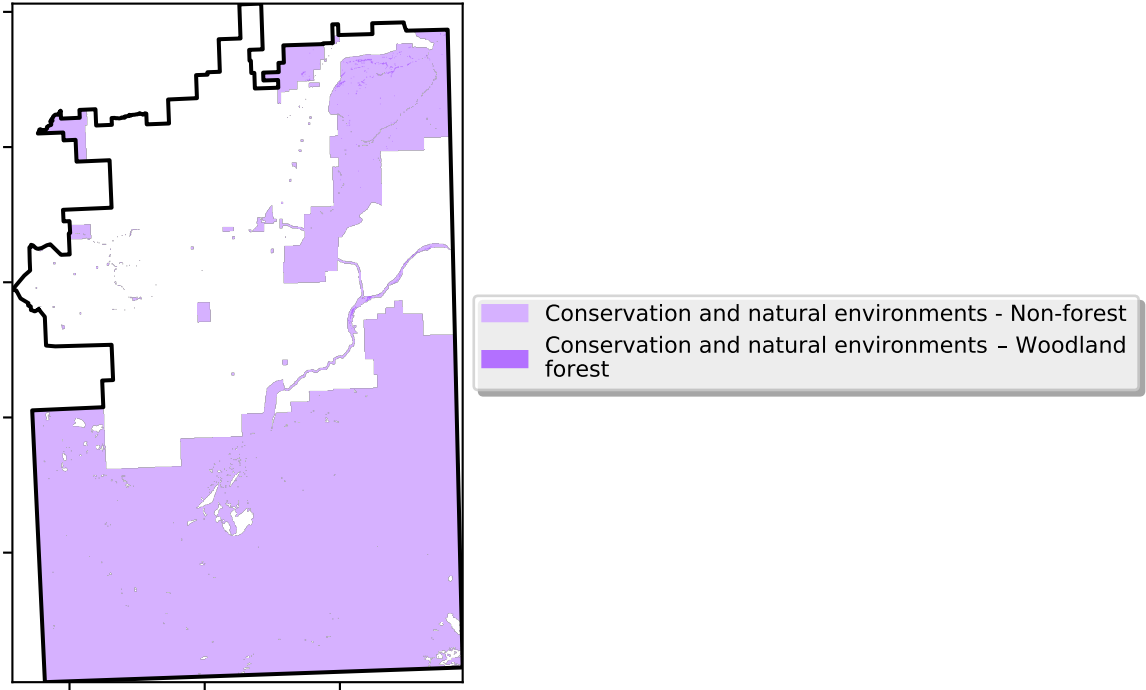 Conservation and natural environments - Non-forest
Conservation and natural environments – Woodland
forest